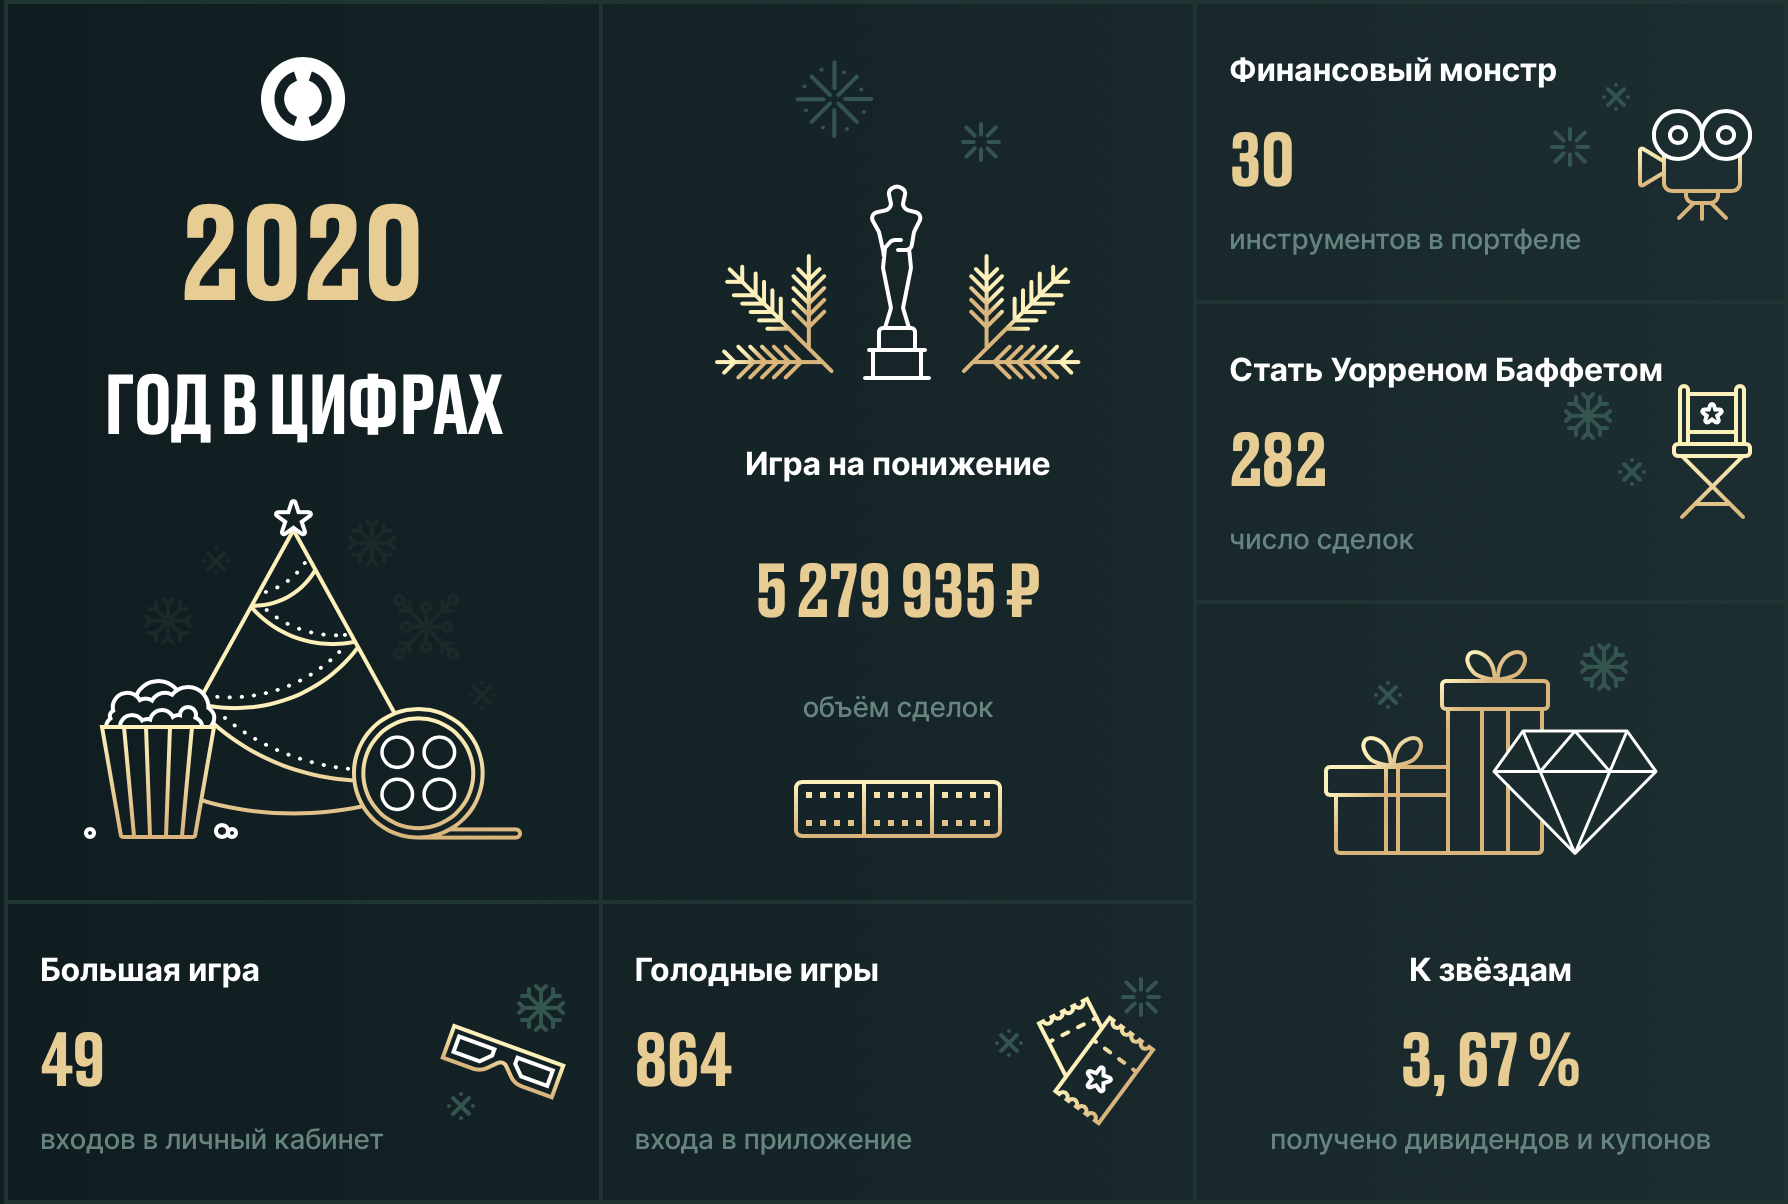 2020
ГОД В ЦИФРАХ
Игра на понижение
5 279 935 ₽
объём сделок
Финансовый монстр
30
инструментов в портфеле
Стать Уорреном Баффетом
282
число сделок
Большая игра
49
входов в личный кабинет
Голодные игры
864
входа в приложение
К звёздам
3, 67 %
получено дивидендов и купонов